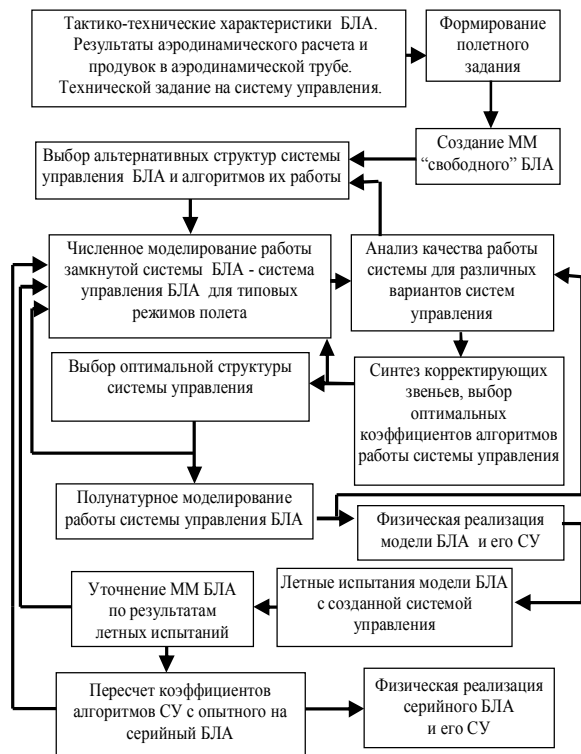 Тактико-технические характеристики БЛА.
Результаты аэродинамического расчета и
продувок в аэродинамической трубе.
Технической задание на систему управления.
Формирование
полетного
задания
Создание ММ
“свободного” БЛА
Выбор альтернативных структур системы
управления БЛА и алгоритмов их работы
Численное моделирование работы
замкнутой системы БЛА - система
управления БЛА для типовых
режимов полета
Анализ качества работы
системы для различных
вариантов систем
управления
Выбор оптимальной структуры
системы управления
Синтез корректирующих
звеньев, выбор
оптимальных
коэффициентов алгоритмов
работы системы управления
Полунатурное моделирование
работы системы управления БЛА
Физическая реализация
модели БЛА и его СУ
Уточнение ММ БЛА
по результатам
летных испытаний
Летные испытания модели БЛА
с созданной системой
управления
Пересчет коэффициентов
алгоритмов СУ с опытного на
серийный БЛА
Физическая реализация
серийного БЛА
и его СУ